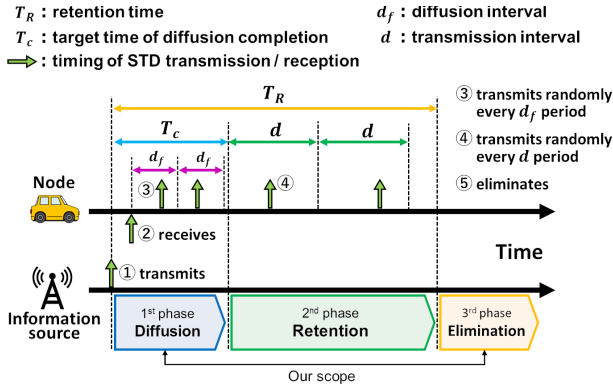 T_R : retention time
d_f : diffusion interval
T_c : target time of diffusion completion
d : transmission interval
: timing of STD transmission / reception
T_R
③ transmits randomly
every d_f period
T_c
d
d
④ transmits randomly
every d period
d_f
d_f
⑤ eliminates
Node
③
④
② receives
Time
① transmits
Information
source
1st phase
Diffusion
2nd phase
Retention
3rd phase
Elimination
Our scope